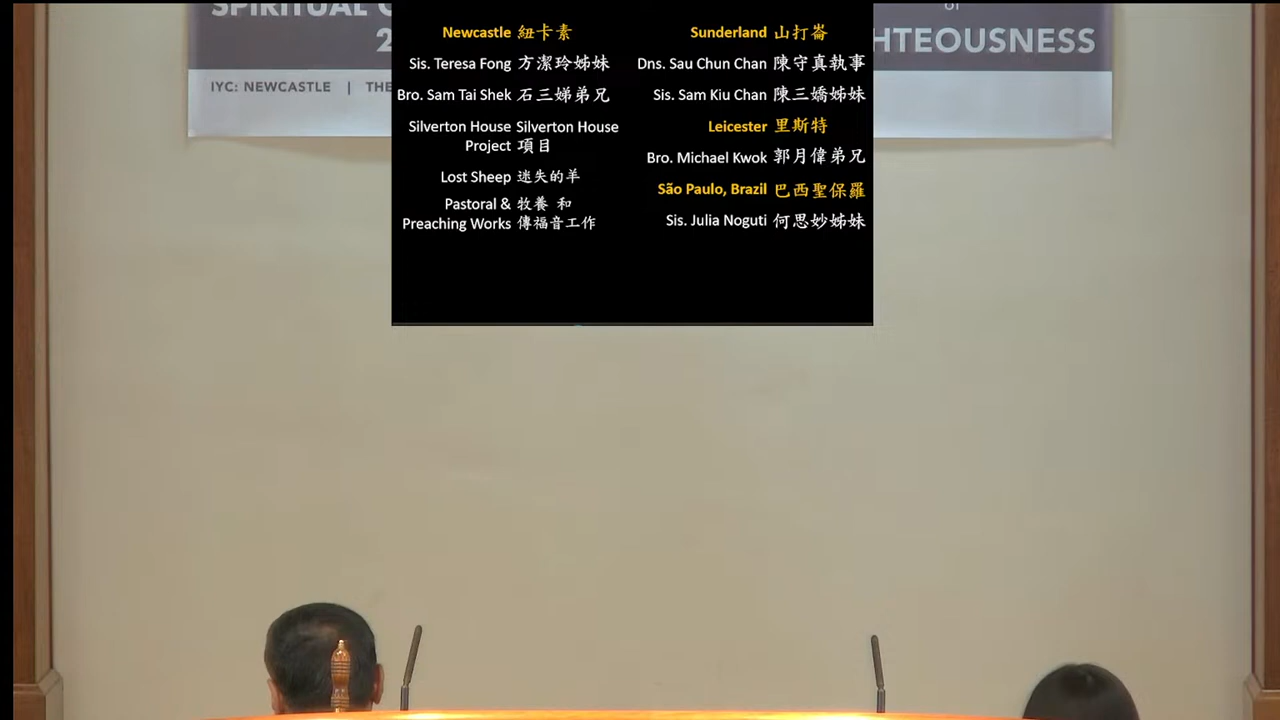 SPIRITUAL
2
of
HTEOUSNESS
IYC: NEWCASTLE | THE
Newcastle 紐卡素
Sis. Teresa Fong 方潔玲姊妹
Bro. Sam Tai Shek 石三娣弟兄
Silverton House Silverton House
Project 項目
Lost Sheep 迷失的羊
Pastoral & 牧養 和
Preaching Works 傳福音工作
Sunderland 山打崙
Dns. Sau Chun Chan 陳守真執事
Sis. Sam Kiu Chan 陳三嬌姊妹
Leicester 里斯特
Bro. Michael Kwok 郭月偉弟兄
São Paulo, Brazil 巴西聖保羅
Sis. Julia Noguti 何思妙姊妹